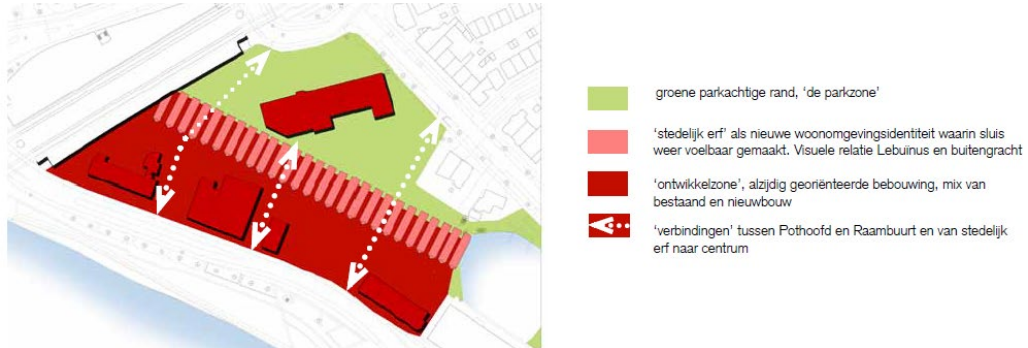 groene parkachtige rand, 'de parkzone'
'stedelijk erf' als nieuwe woonomgevingsidentiteit waarin sluis
weer voelbaar gemaakt. Visuele relatie Lebuïnus en buitengracht
'ontwikkelzone', alzijdig georiënteerde bebouwing, mix van
bestaand en nieuwbouw
'verbindingen' tussen Pothoofd en Raambuurt en van stedelijk
erf naar centrum